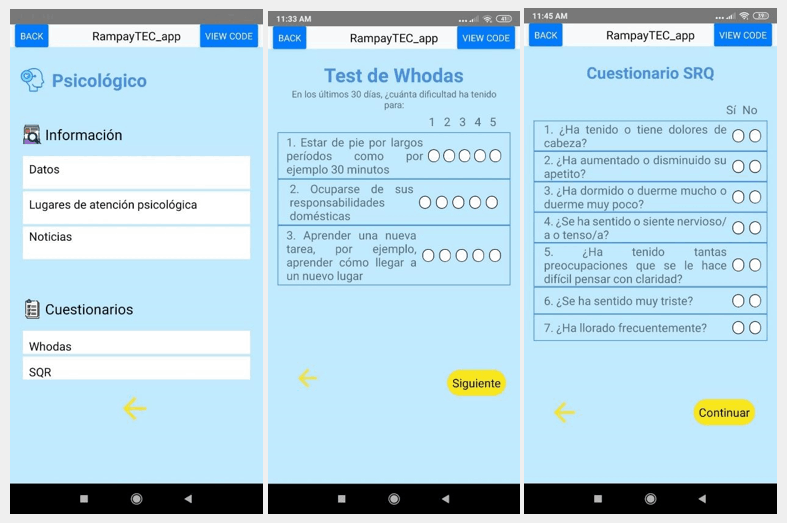 BACK
RampayTEC_app
VIEW CODE
Psicológico
Información
Datos
Lugares de atención psicológica
Noticias
Cuestionarios
Whodas
SQR
11:33 AM
41
BACK
RampayTEC_app
VIEW CODE
Test de Whodas
En los últimos 30 días, ¿cuánta dificultad ha tenido
para:
1 2 3 4 5
1. Estar de pie por largos
períodos como por
ejemplo 30 minutos
2. Ocuparse de sus
responsabilidades
domésticas
3. Aprender una nueva
tarea, por ejemplo,
aprender cómo llegar a
un nuevo lugar
Siguiente
11:45 AM
39
BACK
RampayTEC_app
VIEW CODE
Cuestionario SRQ
Sí No
1. ¿Ha tenido o tiene dolores de
cabeza?
2. ¿Ha aumentado o disminuido su
apetito?
3. ¿Ha dormido o duerme mucho o
duerme muy poco?
4. ¿Se ha sentido o siente nervioso/
a o tenso/a?
5. ¿Ha tenido tantas
preocupaciones que se le hace
difícil pensar con claridad?
6. ¿Se ha sentido muy triste?
7. ¿Ha llorado frecuentemente?
Continuar